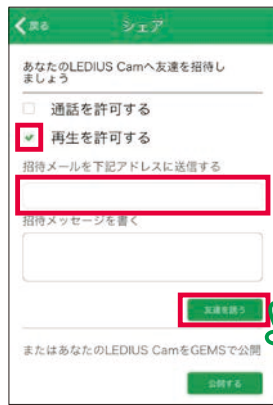 戻る
シェア
あなたのLEDIUS Camへ友達を招待し
ましょう
通話を許可する
再生を許可する
招待メールを下記アドレスに送信する
招待メッセージを書く
友達を誘う
またはあなたのLEDIUS CamをGEMSで公開
公開する